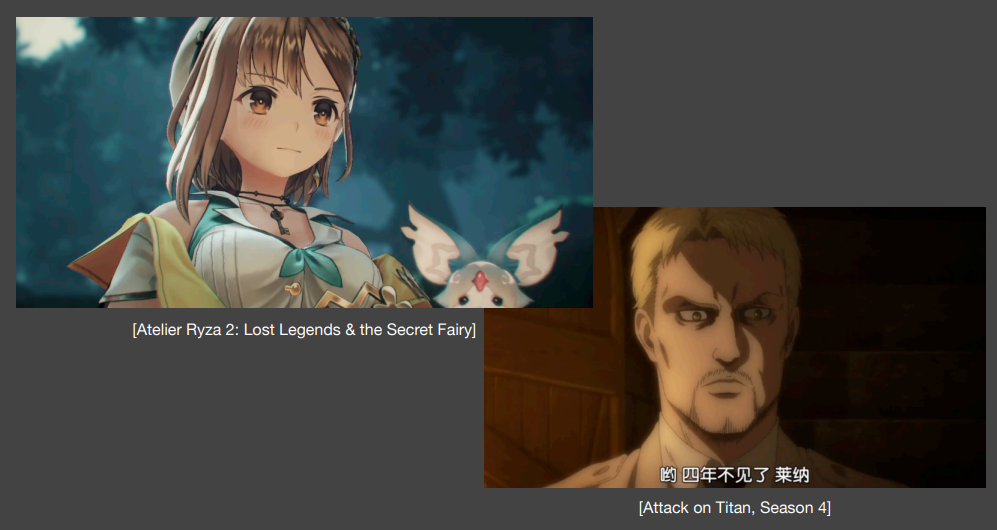 [Atelier Ryza 2: Lost Legends & the Secret Fairy]
哟 四年不见了 莱纳
[Attack on Titan, Season 4]